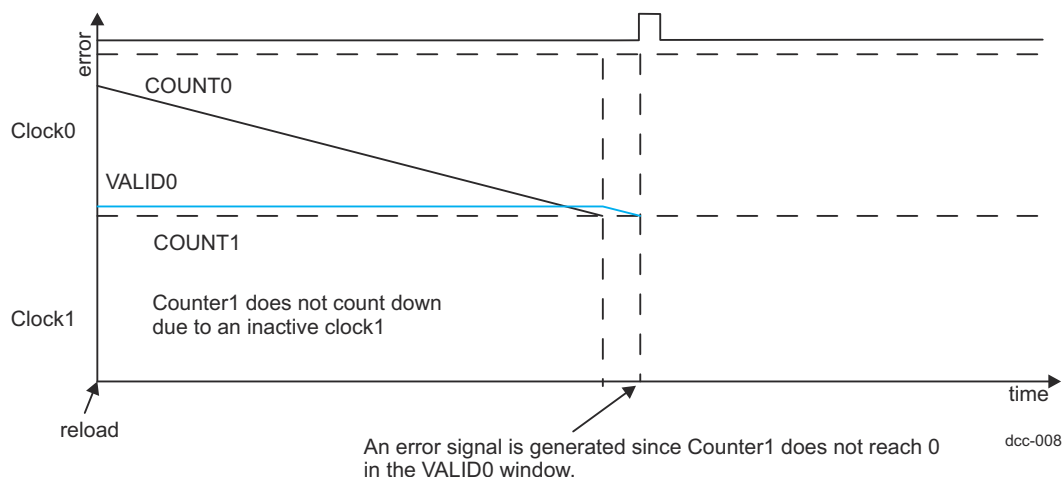 error
COUNT0
Clock0
VALID0
COUNT1
Counter1 does not count down
due to an inactive clock1
Clock1
time
reload
An error signal is generated since Counter1 does not reach 0
in the VALID0 window.
dcc-008